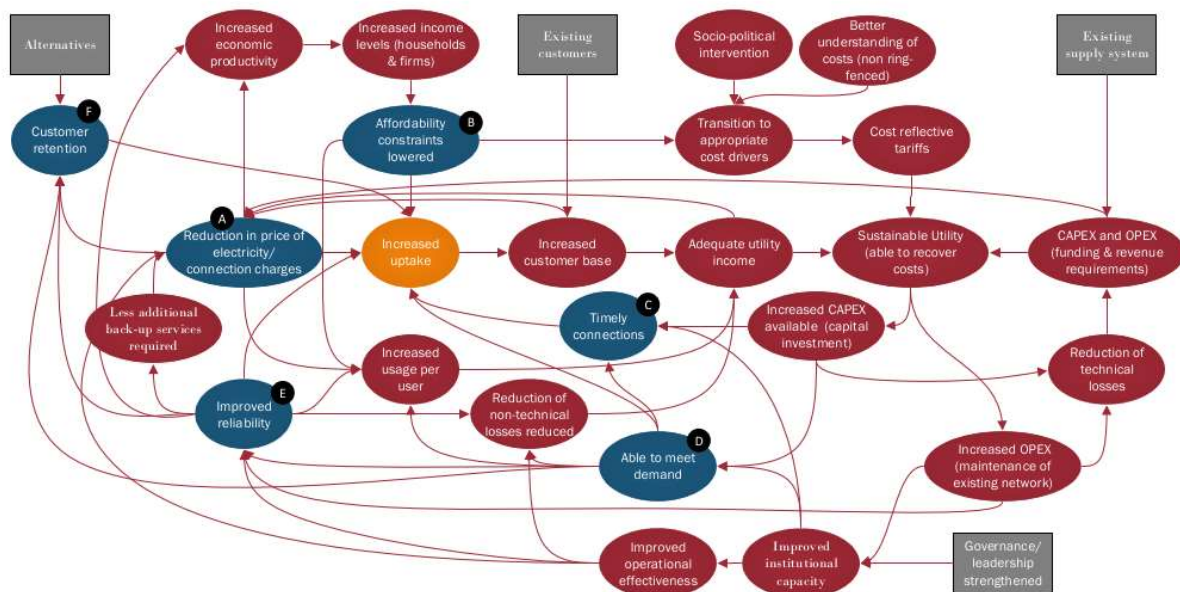 Alternatives
Increased
economic
productivity
Increased income
levels (households
& firms)
Existing
customers
Socio-political
intervention
Better
understanding of
costs (non ring-
fenced)
Existing
supply system
F
Customer
retention
B
Affordability
constraints
lowered
Transition to
appropriate
cost drivers
Cost reflective
tariffs
A
Reduction in price of
electricity/
connection charges
Increased
uptake
Increased
customer base
Adequate utility
income
Sustainable Utility
(able to recover
costs)
CAPEX and OPEX
(funding & revenue
requirements)
Less additional
back-up services
required
C
Timely
connections
Increased CAPEX
available (capital
investment)
Increased
usage per
user
Reduction of
technical
losses
E
Improved
reliability
Reduction of
non-technical
losses reduced
D
Able to meet
demand
Increased OPEX
(maintenance of
existing network)
Improved
operational
effectiveness
Improved
institutional
capacity
Governance/
leadership
strengthened